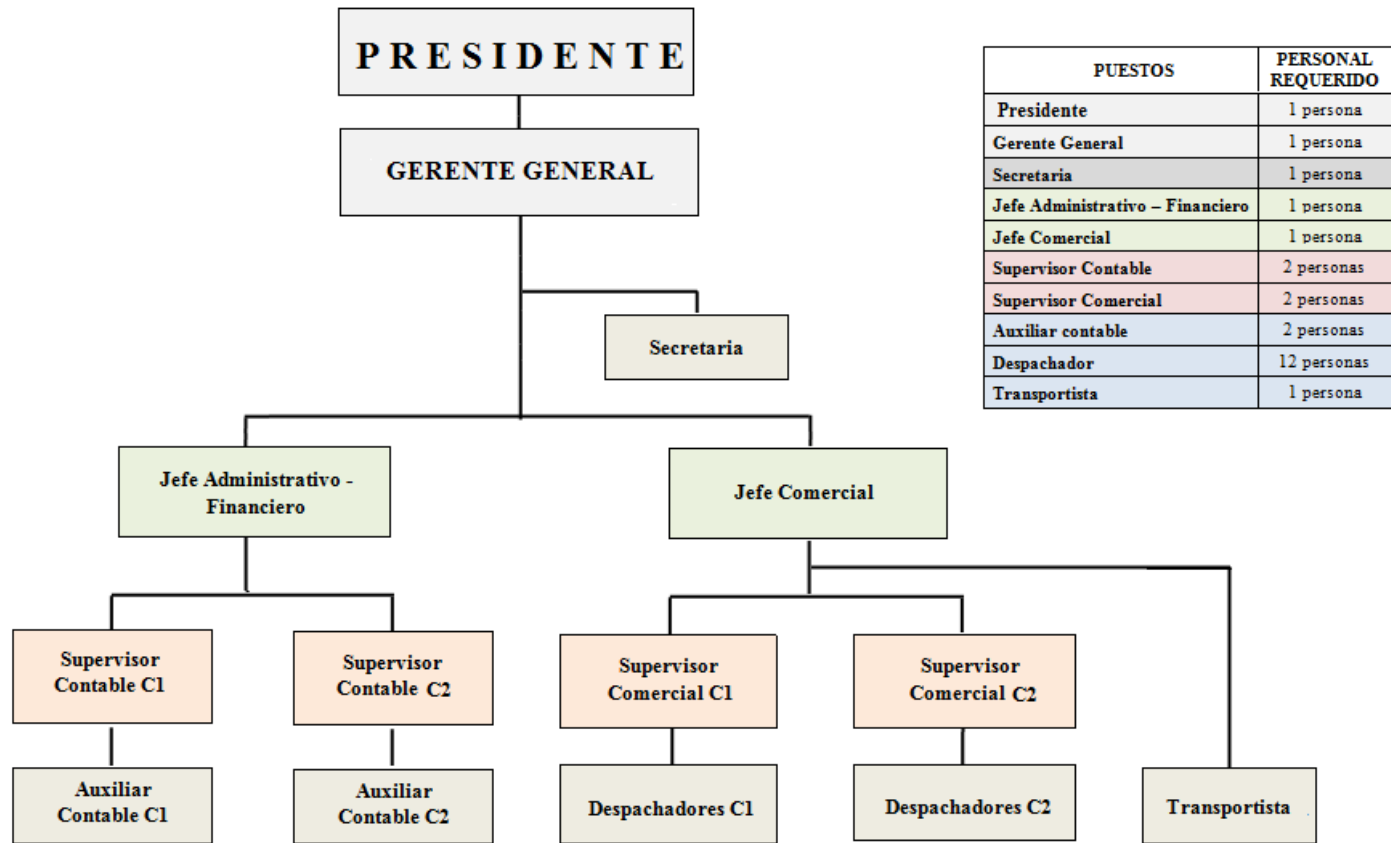 P R E S I D E N T E
GERENTE GENERAL
Secretaria
Jefe Administrativo -
Financiero
Jefe Comercial
Supervisor
Contable C1
Supervisor
Contable C2
Supervisor
Comercial C1
Supervisor
Comercial C2
Auxiliar
Contable C1
Auxiliar
Contable C2
Despachadores C1
Despachadores C2
Transportista
PUESTOS
PERSONAL
REQUERIDO
Presidente 1 persona
Gerente General 1 persona
Secretaria 1 persona
Jefe Administrativo – Financiero 1 persona
Jefe Comercial 1 persona
Supervisor Contable 2 personas
Supervisor Comercial 2 personas
Auxiliar contable 2 personas
Despachador 12 personas
Transportista 1 persona